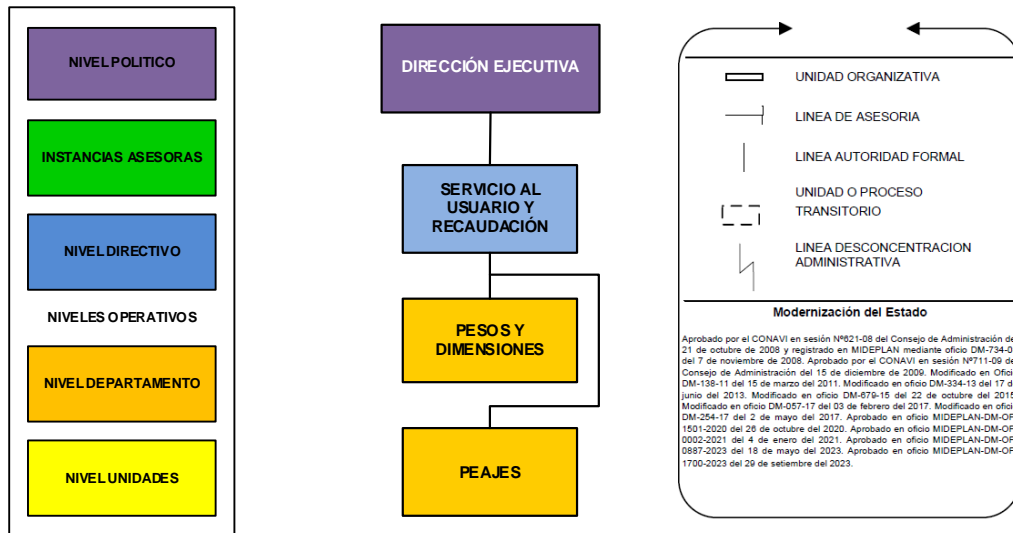 NIVEL POLITICO
INSTANCIAS ASESORAS
NIVEL DIRECTIVO
NIVELES OPERATIVOS
NIVEL DEPARTAMENTO
NIVEL UNIDADES
DIRECCIÓN EJECUTIVA
SERVICIO AL
USUARIO Y
RECAUDACIÓN
PESOS Y
DIMENSIONES
PEAJES
UNIDAD ORGANIZATIVA
LINEA DE ASESORIA
LINEA AUTORIDAD FORMAL
UNIDAD O PROCESO
TRANSITORIO
LINEA DESCONCENTRACION
ADMINISTRATIVA
Modernización del Estado
Aprobado por el CONAVI en sesión Nº621-08 del Consejo de Administración de
21 de octubre de 2008 y registrado en MIDEPLAN mediante oficio DM-734-0
del 7 de noviembre de 2008. Aprobado por el CONAVI en sesión Nº711-09 de
Consejo de Administración del 15 de diciembre de 2009. Modificado en Ofici
DM-138-11 del 15 de marzo del 2011. Modificado en oficio DM-334-13 del 17 d
junio del 2013. Modificado en oficio DM-679-15 del 22 de octubre del 2015
Modificado en oficio DM-057-17 del 03 de febrero del 2017. Modificado en ofici
DM-254-17 del 2 de mayo del 2017. Aprobado en oficio MIDEPLAN-DM-OF
1501-2020 del 26 de octubre del 2020. Aprobado en oficio MIDEPLAN-DM-OF
0002-2021 del 4 de enero del 2021. Aprobado en oficio MIDEPLAN-DM-OF
0887-2023 del 18 de mayo del 2023. Aprobado en oficio MIDEPLAN-DM-OF
1700-2023 del 29 de setiembre del 2023.